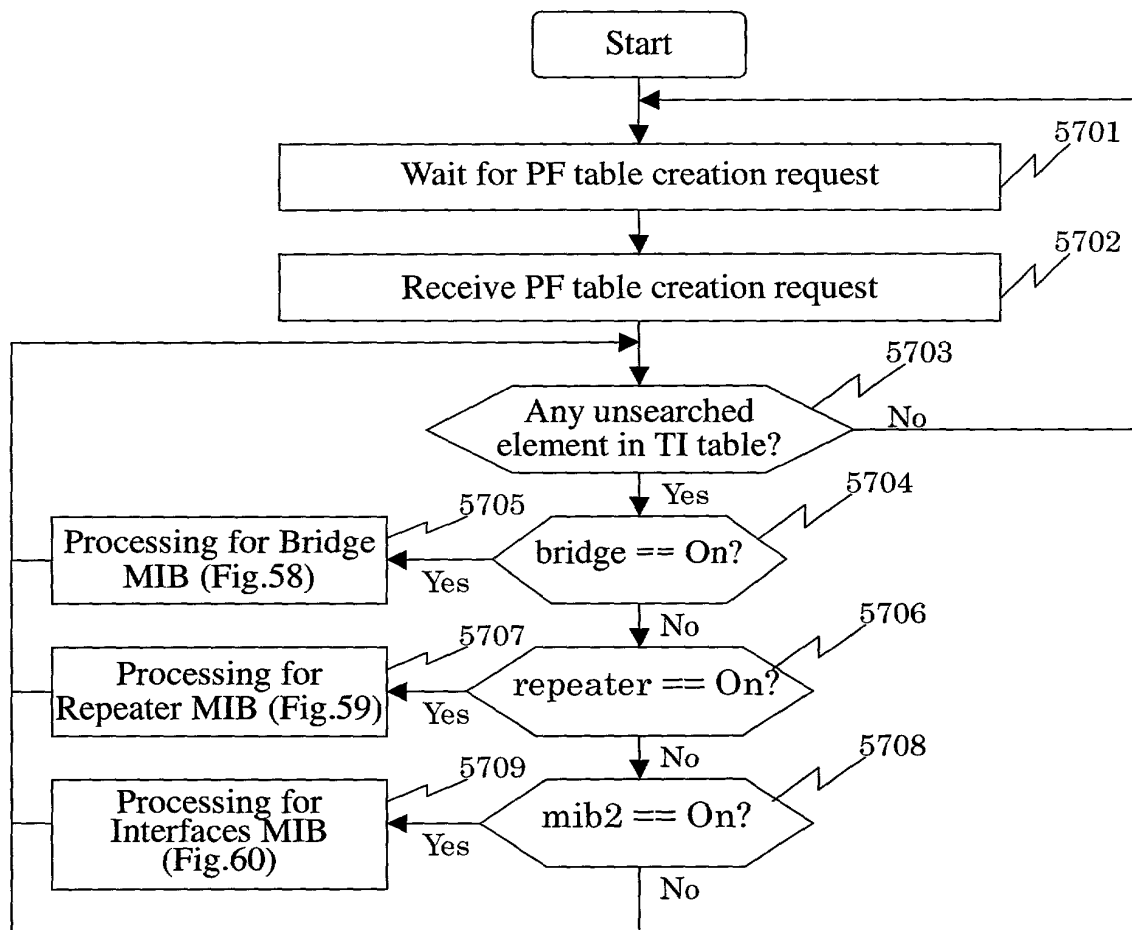 Start
5701
Wait for PF table creation request
5702
Receive PF table creation request
5703
Any unsearched
element in TI table?
No
Yes
5704
5705
Processing for Bridge
MIB (Fig.58)
Yes
bridge == On?
No
5706
5707
Processing for
Repeater MIB (Fig.59)
Yes
repeater == On?
No
5708
5709
Processing for
Interfaces MIB
(Fig.60)
Yes
mib2 == On?
No